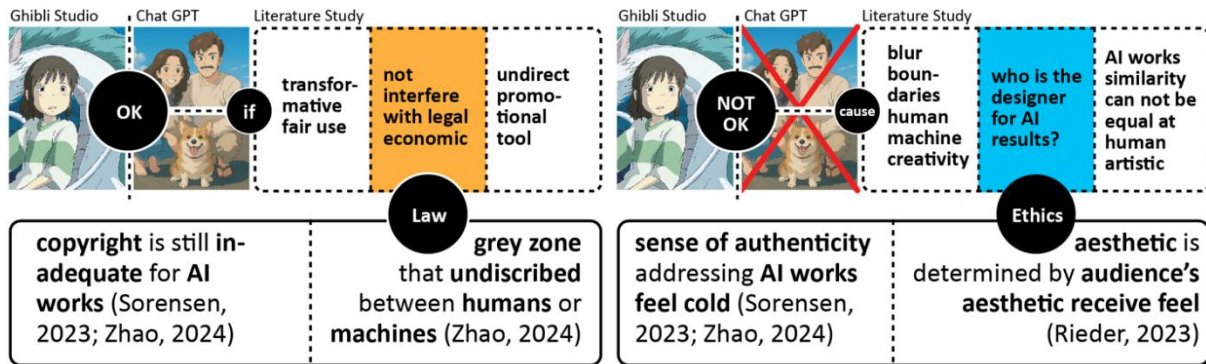 Ghibli Studio
Chat GPT
Literature Study
OK
if
transfor-
mative
fair use
not
interfere
with legal
economic
undirect
promo-
tional
tool
Law
copyright is still in-
adequate for AI
works (Sorensen,
2023; Zhao, 2024)
grey zone
that undiscribed
between humans or
machines (Zhao, 2024)
Ghibli Studio
Chat GPT
Literature Study
NOT
OK
cause
blur
boun-
daries
human
machine
creativity
who is the
designer
for AI
results?
AI works
similarity
can not be
equal at
human
artistic
Ethics
sense of authenticity
addressing AI works
feel cold (Sorensen,
2023; Zhao, 2024)
aesthetic is
determined by audience's
aesthetic receive feel
(Rieder, 2023)